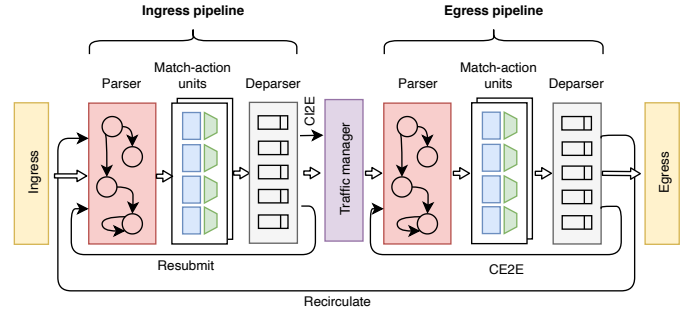 Ingress pipeline
Egress pipeline
Parser
Match-action
units
Deparser
Parser
Match-action
units
Deparser
CI2E
Ingress
Traffic manager
Egress
Resubmit
CE2E
Recirculate